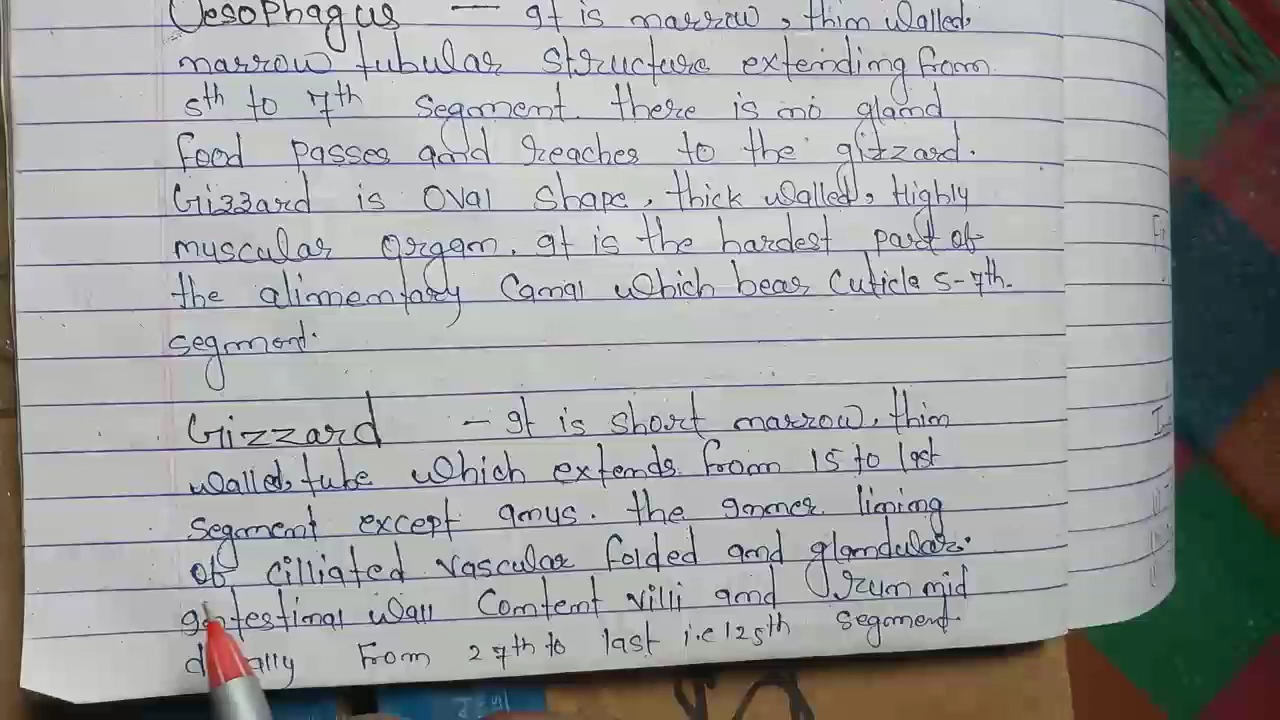 Oesophagus — It is narrow, thin walled,
narrow tubular structure extending from
5th to 7th segment. there is no gland
food passes and reaches to the gizzard.
Gizzard is oval shape, thick walled, Highly
muscular organ. It is the hardest part of
the alimentary Canal which bear Cuticle 5-7th.
segment.
Gizzard — It is short narrow, thin
walled, tube which extends from 15 to last
segment except anus. the inner lining
of cilliated vascular folded and glandular.
intestinal wall Content villi and run mid
from 27th to last i.e 125th segment.